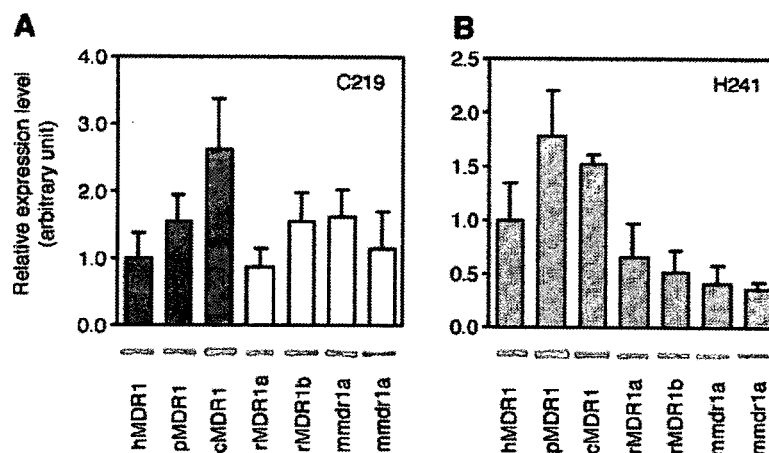 A
Relative expression level
(arbitrary unit)
4.0
3.0
2.0
1.0
0.0
C219
hMDR1
pMDR1
cMDR1
rMDR1a
rMDR1b
mmdr1a
mmdr1a
B
2.5
2.0
1.5
1.0
0.5
0.0
H241
hMDR1
pMDR1
cMDR1
rMDR1a
rMDR1b
mmdr1a
mmdr1a